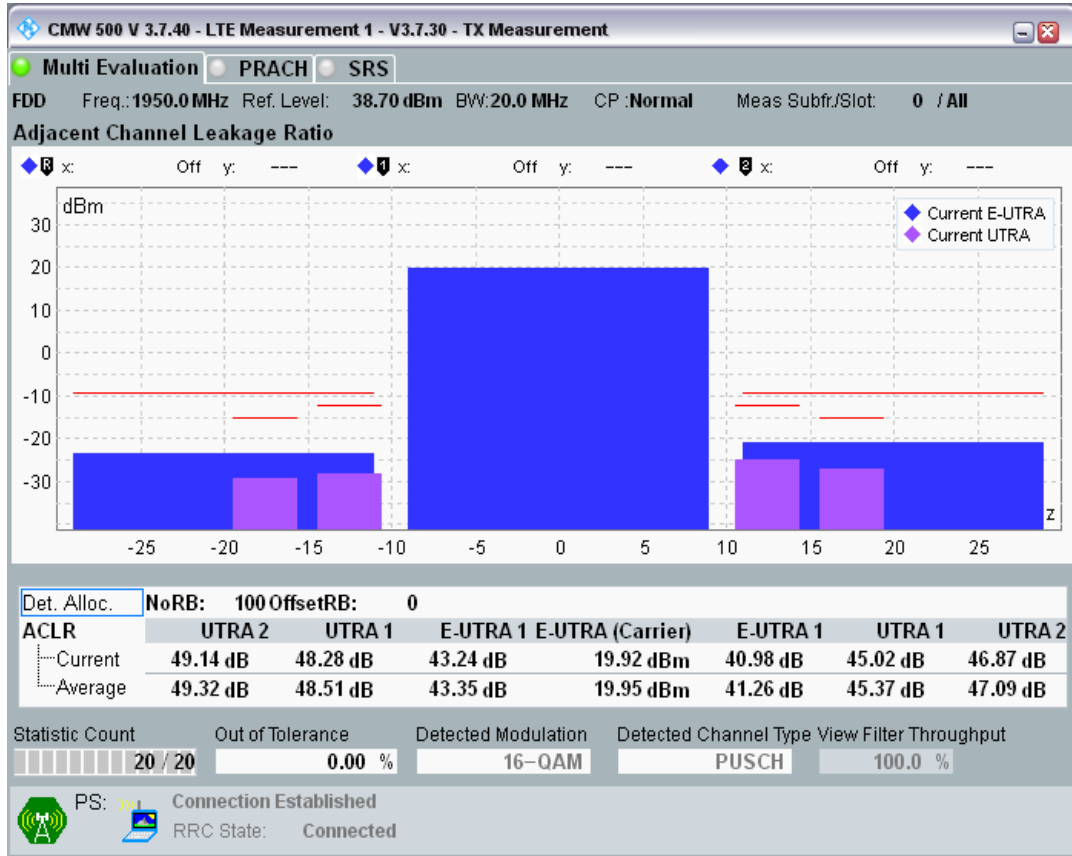 CMW 500 V 3.7.40 - LTE Measurement 1 - V3.7.30 - TX Measurement
Multi Evaluation PRACH SRS
FDD Freq.: 1950.0 MHz Ref. Level: 38.70 dBm BW: 20.0 MHz CP :Normal Meas Subfr./Slot: 0 / All
Adjacent Channel Leakage Ratio
R x: Off y: --- 1 x: Off y: --- 2 x: Off y: ---
dBm
Current E-UTRA
Current UTRA
30
20
10
0
-10
-20
-30
z
-25 -20 -15 -10 -5 0 5 10 15 20 25
Det. Alloc. NoRB: 100 OffsetRB: 0
ACLR UTRA 2 UTRA 1 E-UTRA 1 E-UTRA (Carrier) E-UTRA 1 UTRA 1 UTRA 2
Current 49.14 dB 48.28 dB 43.24 dB 19.92 dBm 40.98 dB 45.02 dB 46.87 dB
Average 49.32 dB 48.51 dB 43.35 dB 19.95 dBm 41.26 dB 45.37 dB 47.09 dB
Statistic Count Out of Tolerance Detected Modulation Detected Channel Type View Filter Throughput
20 / 20 0.00 % 16-QAM PUSCH 100.0 %
PS: Connection Established
RRC State: Connected